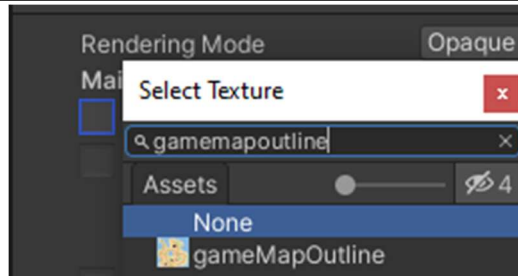 Rendering Mode Opaque
Mai
Select Texture x
gamemapoutline
Assets 4
None
gameMapOutline